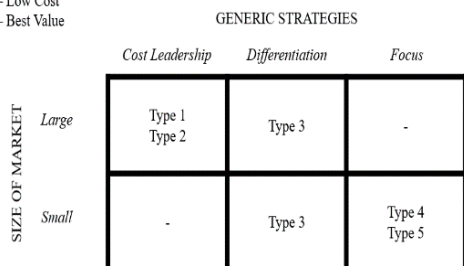 - Low Cost
- Best Value
GENERIC STRATEGIES
Cost Leadership Differentiation Focus
SIZE OF MARKET
Large
Type 1
Type 2
Type 3
-
Small
-
Type 3
Type 4
Type 5